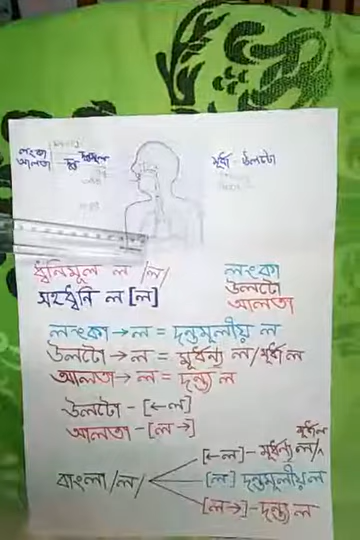 লংকা
আলতা
মূর্ধা - উলটো
ধ্বনিমূল ল /ল/
সহধ্বনি ল [ল]
লংকা
উলটো
আলতা
লংকা → ল = দন্তমূলীয় ল
উলটো → ল = মূর্ধন্য ল/মূর্ধা ল
আলতা → ল = দন্ত্য ল
উলটো - [←ল]
আলতা - [ল→]
বাংলা /ল/
[←ল] - মূর্ধন্য ল/
[ল] দন্তমূলীয় ল
[ল→] - দন্ত্য ল